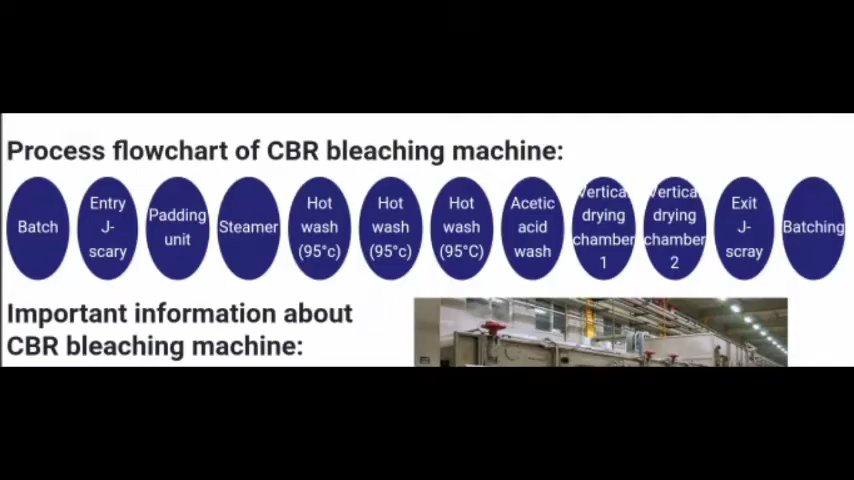 Process flowchart of CBR bleaching machine:
Batch
Entry
J-
scary
Padding
unit
Steamer
Hot
wash
(95°c)
Hot
wash
(95°c)
Hot
wash
(95°C)
Acetic
acid
wash
Vertical
drying
chamber
1
Vertical
drying
chamber
2
Exit
J-
scray
Batching
Important information about
CBR bleaching machine: